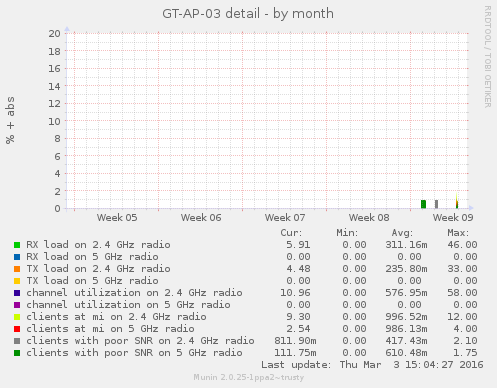 GT-AP-03 detail - by month
RRDTOOL / TOBI OETIKER
% + abs
20
18
16
14
12
10
8
6
4
2
0
Week 05 Week 06 Week 07 Week 08 Week 09
Cur: Min: Avg: Max:
RX load on 2.4 GHz radio 5.91 0.00 311.16m 46.00
RX load on 5 GHz radio 0.00 0.00 0.00 0.00
TX load on 2.4 GHz radio 4.48 0.00 235.80m 33.00
TX load on 5 GHz radio 0.00 0.00 0.00 0.00
channel utilization on 2.4 GHz radio 10.96 0.00 576.95m 58.00
channel utilization on 5 GHz radio 0.00 0.00 0.00 0.00
clients at mi on 2.4 GHz radio 9.30 0.00 996.52m 12.00
clients at mi on 5 GHz radio 2.54 0.00 986.13m 4.00
clients with poor SNR on 2.4 GHz radio 811.90m 0.00 417.43m 2.10
clients with poor SNR on 5 GHz radio 111.75m 0.00 610.48m 1.75
Last update: Thu Mar 3 15:04:27 2016
Munin 2.0.25-1ppa2~trusty